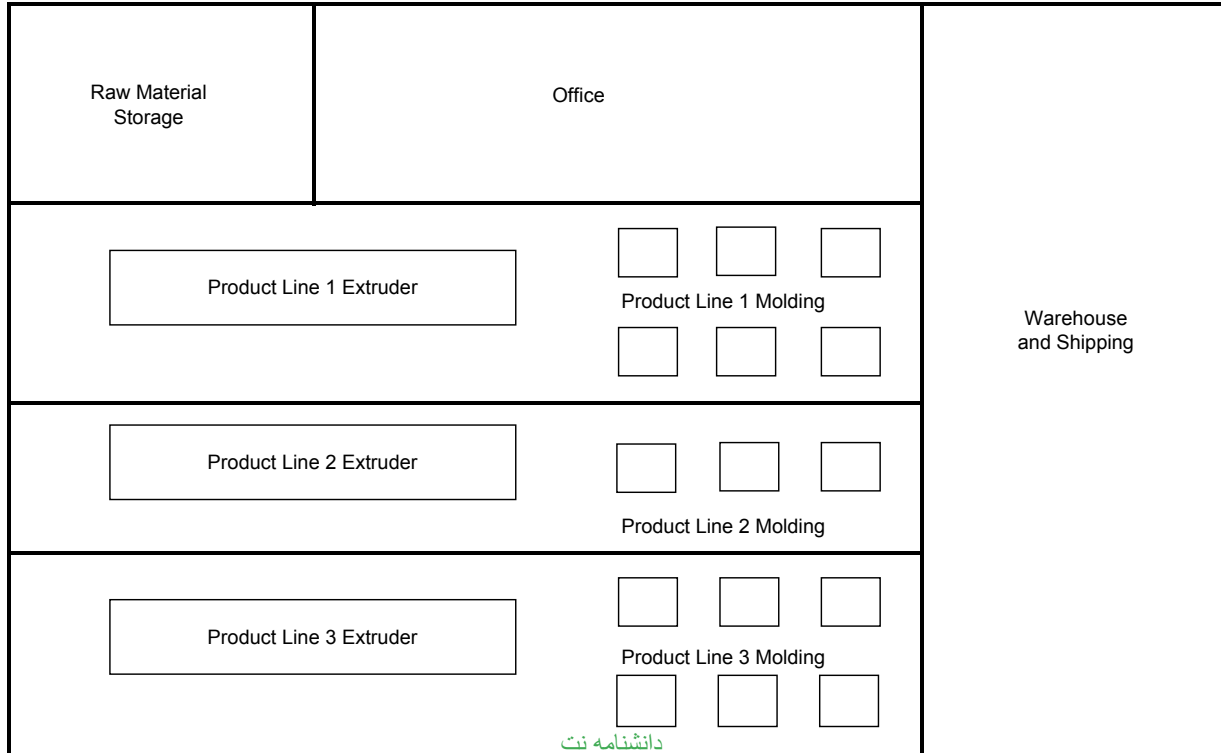 Raw Material
Storage
Office
Product Line 1 Extruder
Product Line 1 Molding
Warehouse
and Shipping
Product Line 2 Extruder
Product Line 2 Molding
Product Line 3 Extruder
Product Line 3 Molding
دانشنامه نت